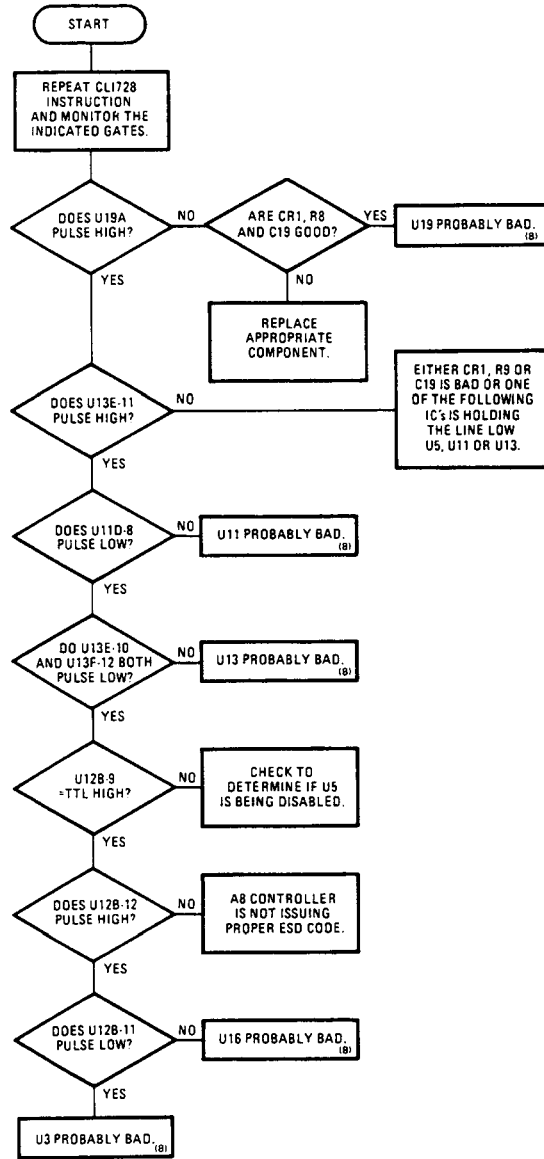 START
REPEAT CLI728
INSTRUCTION
AND MONITOR THE
INDICATED GATES.
DOES U19A
PULSE HIGH?
NO
ARE CR1, R8
AND C19 GOOD?
YES
U19 PROBABLY BAD.
(8)
YES
NO
REPLACE
APPROPRIATE
COMPONENT.
DOES U13E-11
PULSE HIGH?
NO
EITHER CR1, R9 OR
C19 IS BAD OR ONE
OF THE FOLLOWING
IC's IS HOLDING
THE LINE LOW
U5, U11 OR U13.
YES
DOES U11D-8
PULSE LOW?
NO
U11 PROBABLY BAD.
(8)
YES
DO U13E-10
AND U13F-12 BOTH
PULSE LOW?
NO
U13 PROBABLY BAD.
(8)
YES
U12B-9
=TTL HIGH?
NO
CHECK TO
DETERMINE IF U5
IS BEING DISABLED.
YES
DOES U12B-12
PULSE HIGH?
NO
A8 CONTROLLER
IS NOT ISSUING
PROPER ESD CODE.
YES
DOES U12B-11
PULSE LOW?
NO
U16 PROBABLY BAD.
(8)
YES
U3 PROBABLY BAD.
(8)